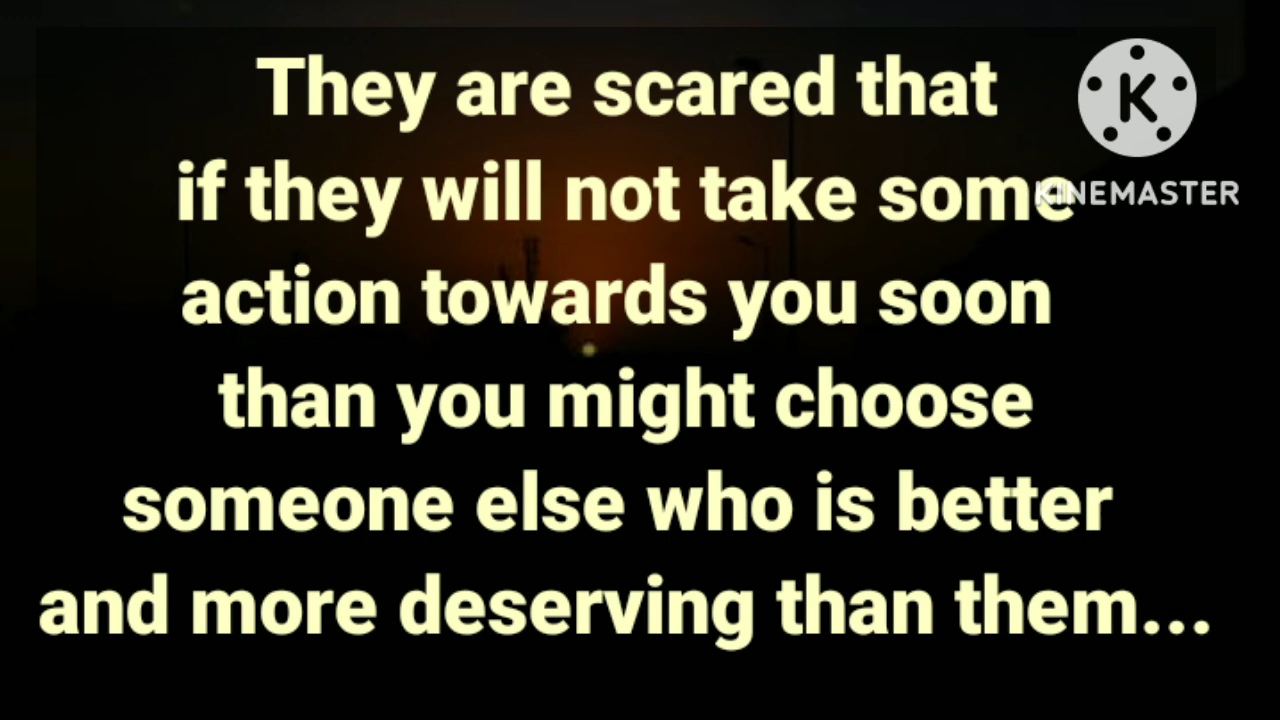 They are scared that
if they will not take some
action towards you soon
than you might choose
someone else who is better
and more deserving than them...
K
KINEMASTER